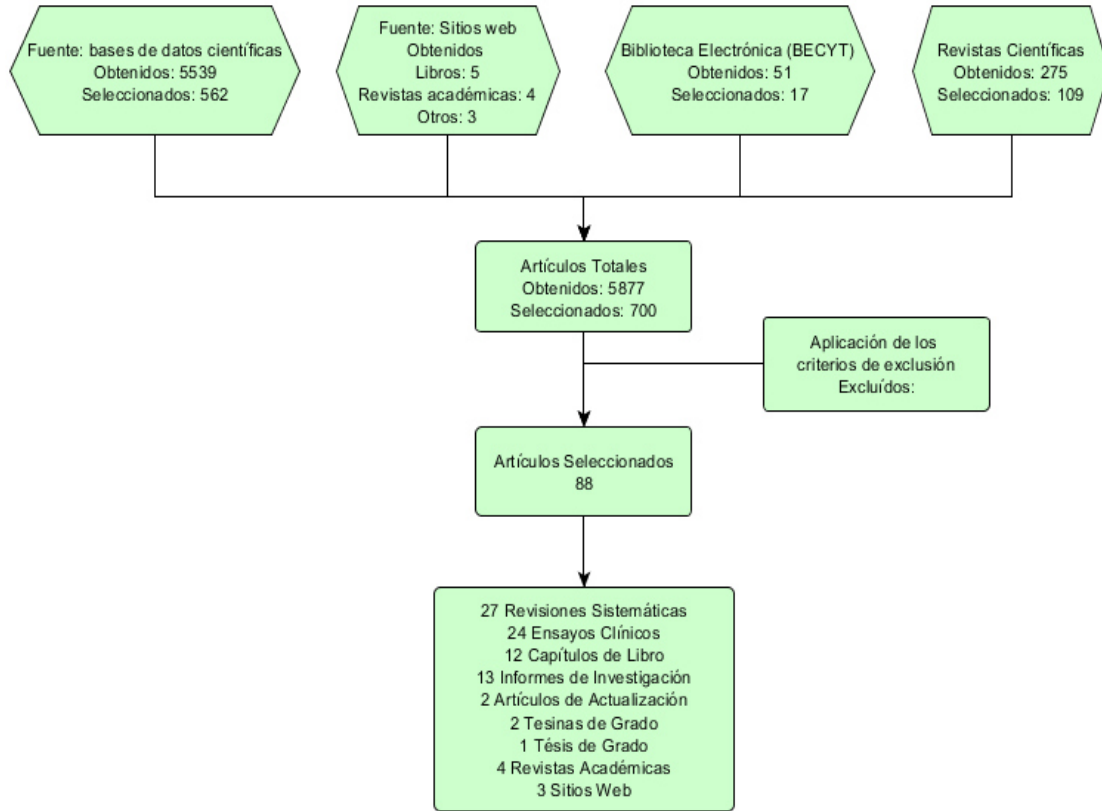 Fuente: bases de datos científicas
Obtenidos: 5539
Seleccionados: 562
Fuente: Sitios web
Obtenidos
Libros: 5
Revistas académicas: 4
Otros: 3
Biblioteca Electrónica (BECYT)
Obtenidos: 51
Seleccionados: 17
Revistas Científicas
Obtenidos: 275
Seleccionados: 109
Artículos Totales
Obtenidos: 5877
Seleccionados: 700
Aplicación de los
criterios de exclusión
Excluídos:
Artículos Seleccionados
88
27 Revisiones Sistemáticas
24 Ensayos Clínicos
12 Capítulos de Libro
13 Informes de Investigación
2 Artículos de Actualización
2 Tesinas de Grado
1 Tésis de Grado
4 Revistas Académicas
3 Sitios Web